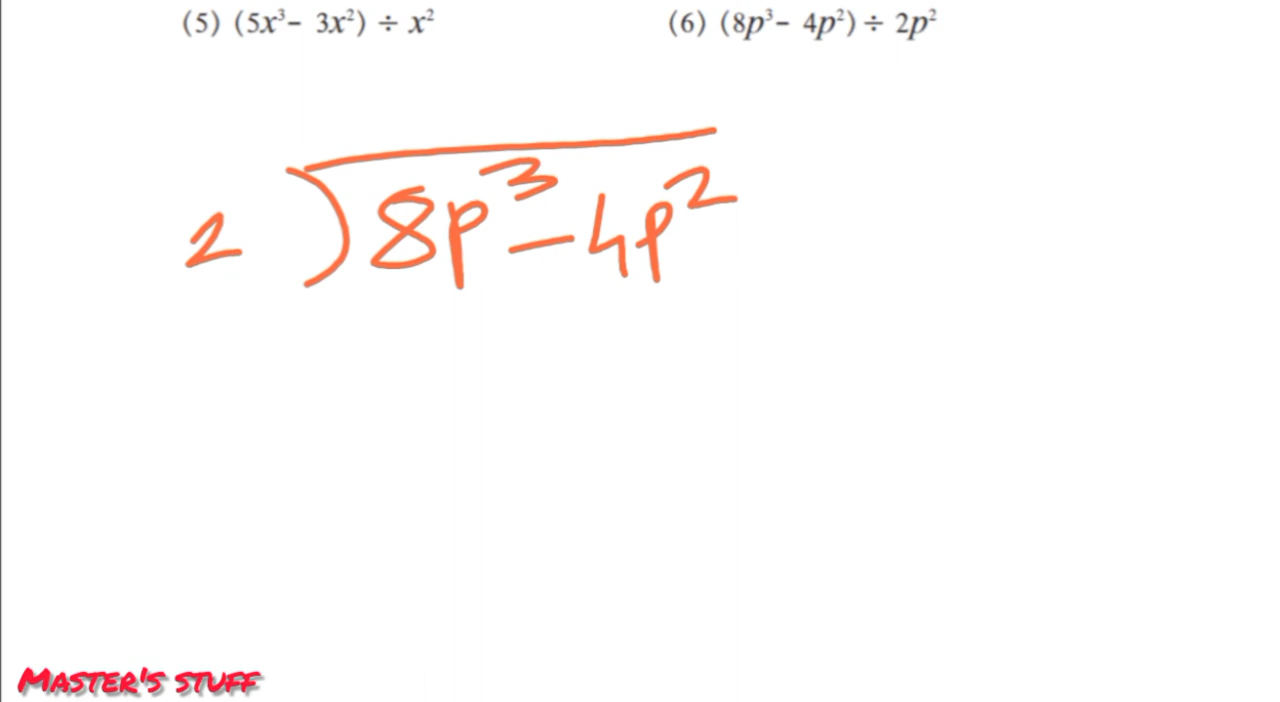 (5) (5x³ – 3x²) ÷ x²
(6) (8p³ – 4p²) ÷ 2p²
2 ) 8p³ – 4p²
MASTER'S STUFF